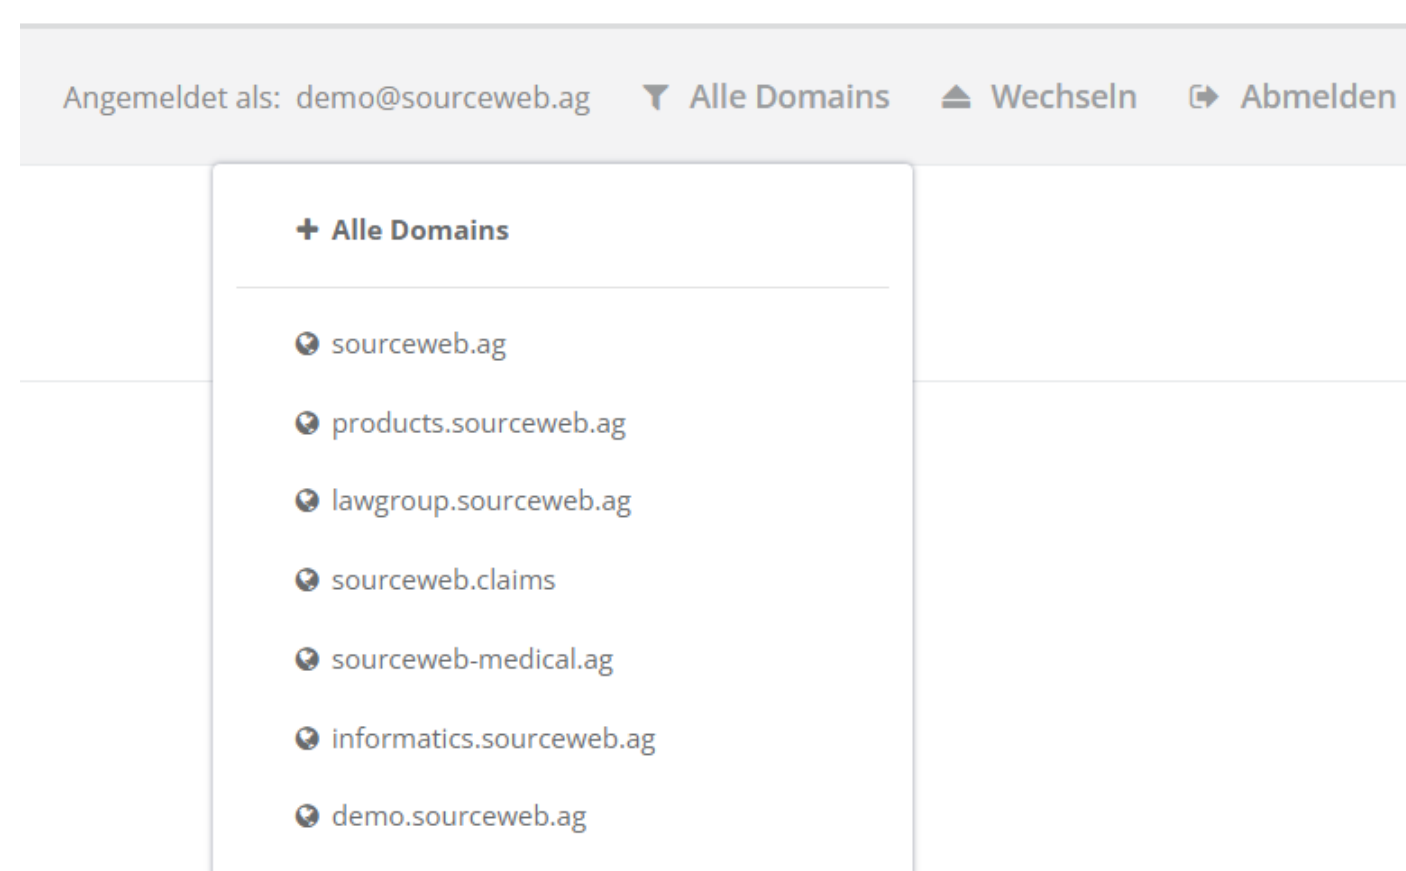 Angemeldet als: demo@sourceweb.ag Alle Domains Wechseln Abmelden
Alle Domains
sourceweb.ag
products.sourceweb.ag
lawgroup.sourceweb.ag
sourceweb.claims
sourceweb-medical.ag
informatics.sourceweb.ag
demo.sourceweb.ag